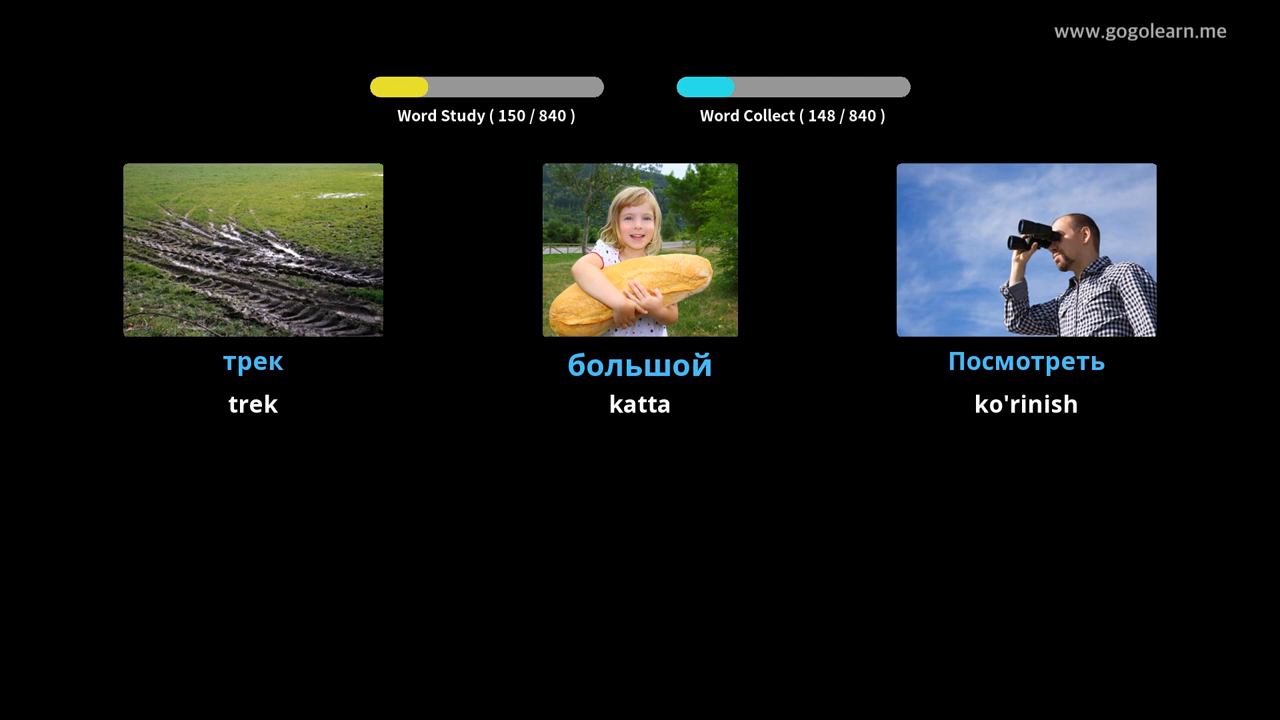 www.gogolearn.me
Word Study ( 150 / 840 )
Word Collect ( 148 / 840 )
трек
большой
Посмотреть
trek
katta
ko'rinish